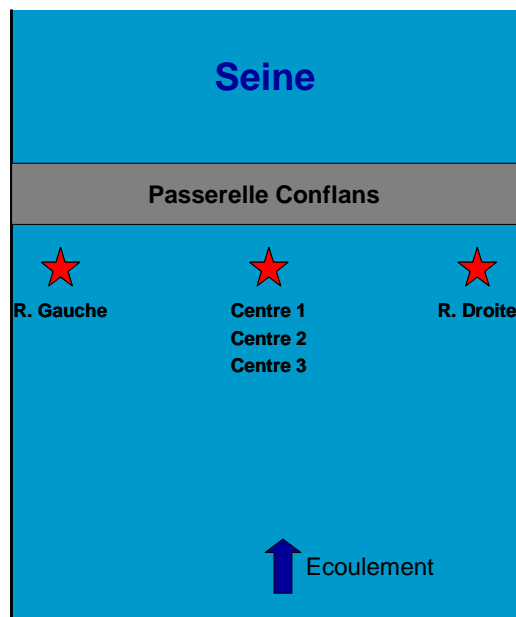 Seine
Passerelle Conflans
R. Gauche
Centre 1
R. Droite
Centre 2
Centre 3
Ecoulement